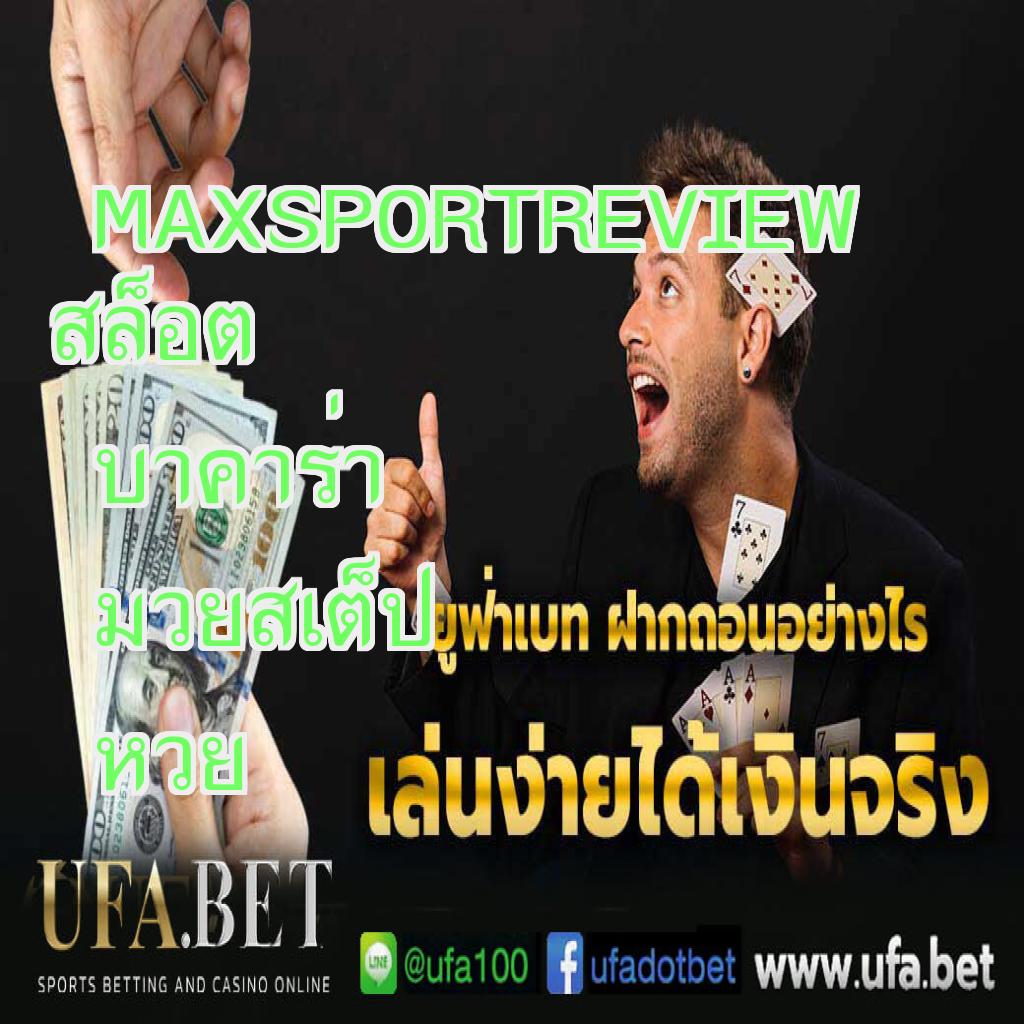 MAXSPORTREVIEW
สล็อต
บาคาร่า
มวยสเต็ป
หวย
ยูฟ่าเบท ฝากถอนอย่างไร
เล่นง่ายได้เงินจริง
UFA.BET
SPORTS BETTING AND CASINO ONLINE
LINE @ufa100 f ufadotbet www.ufa.bet